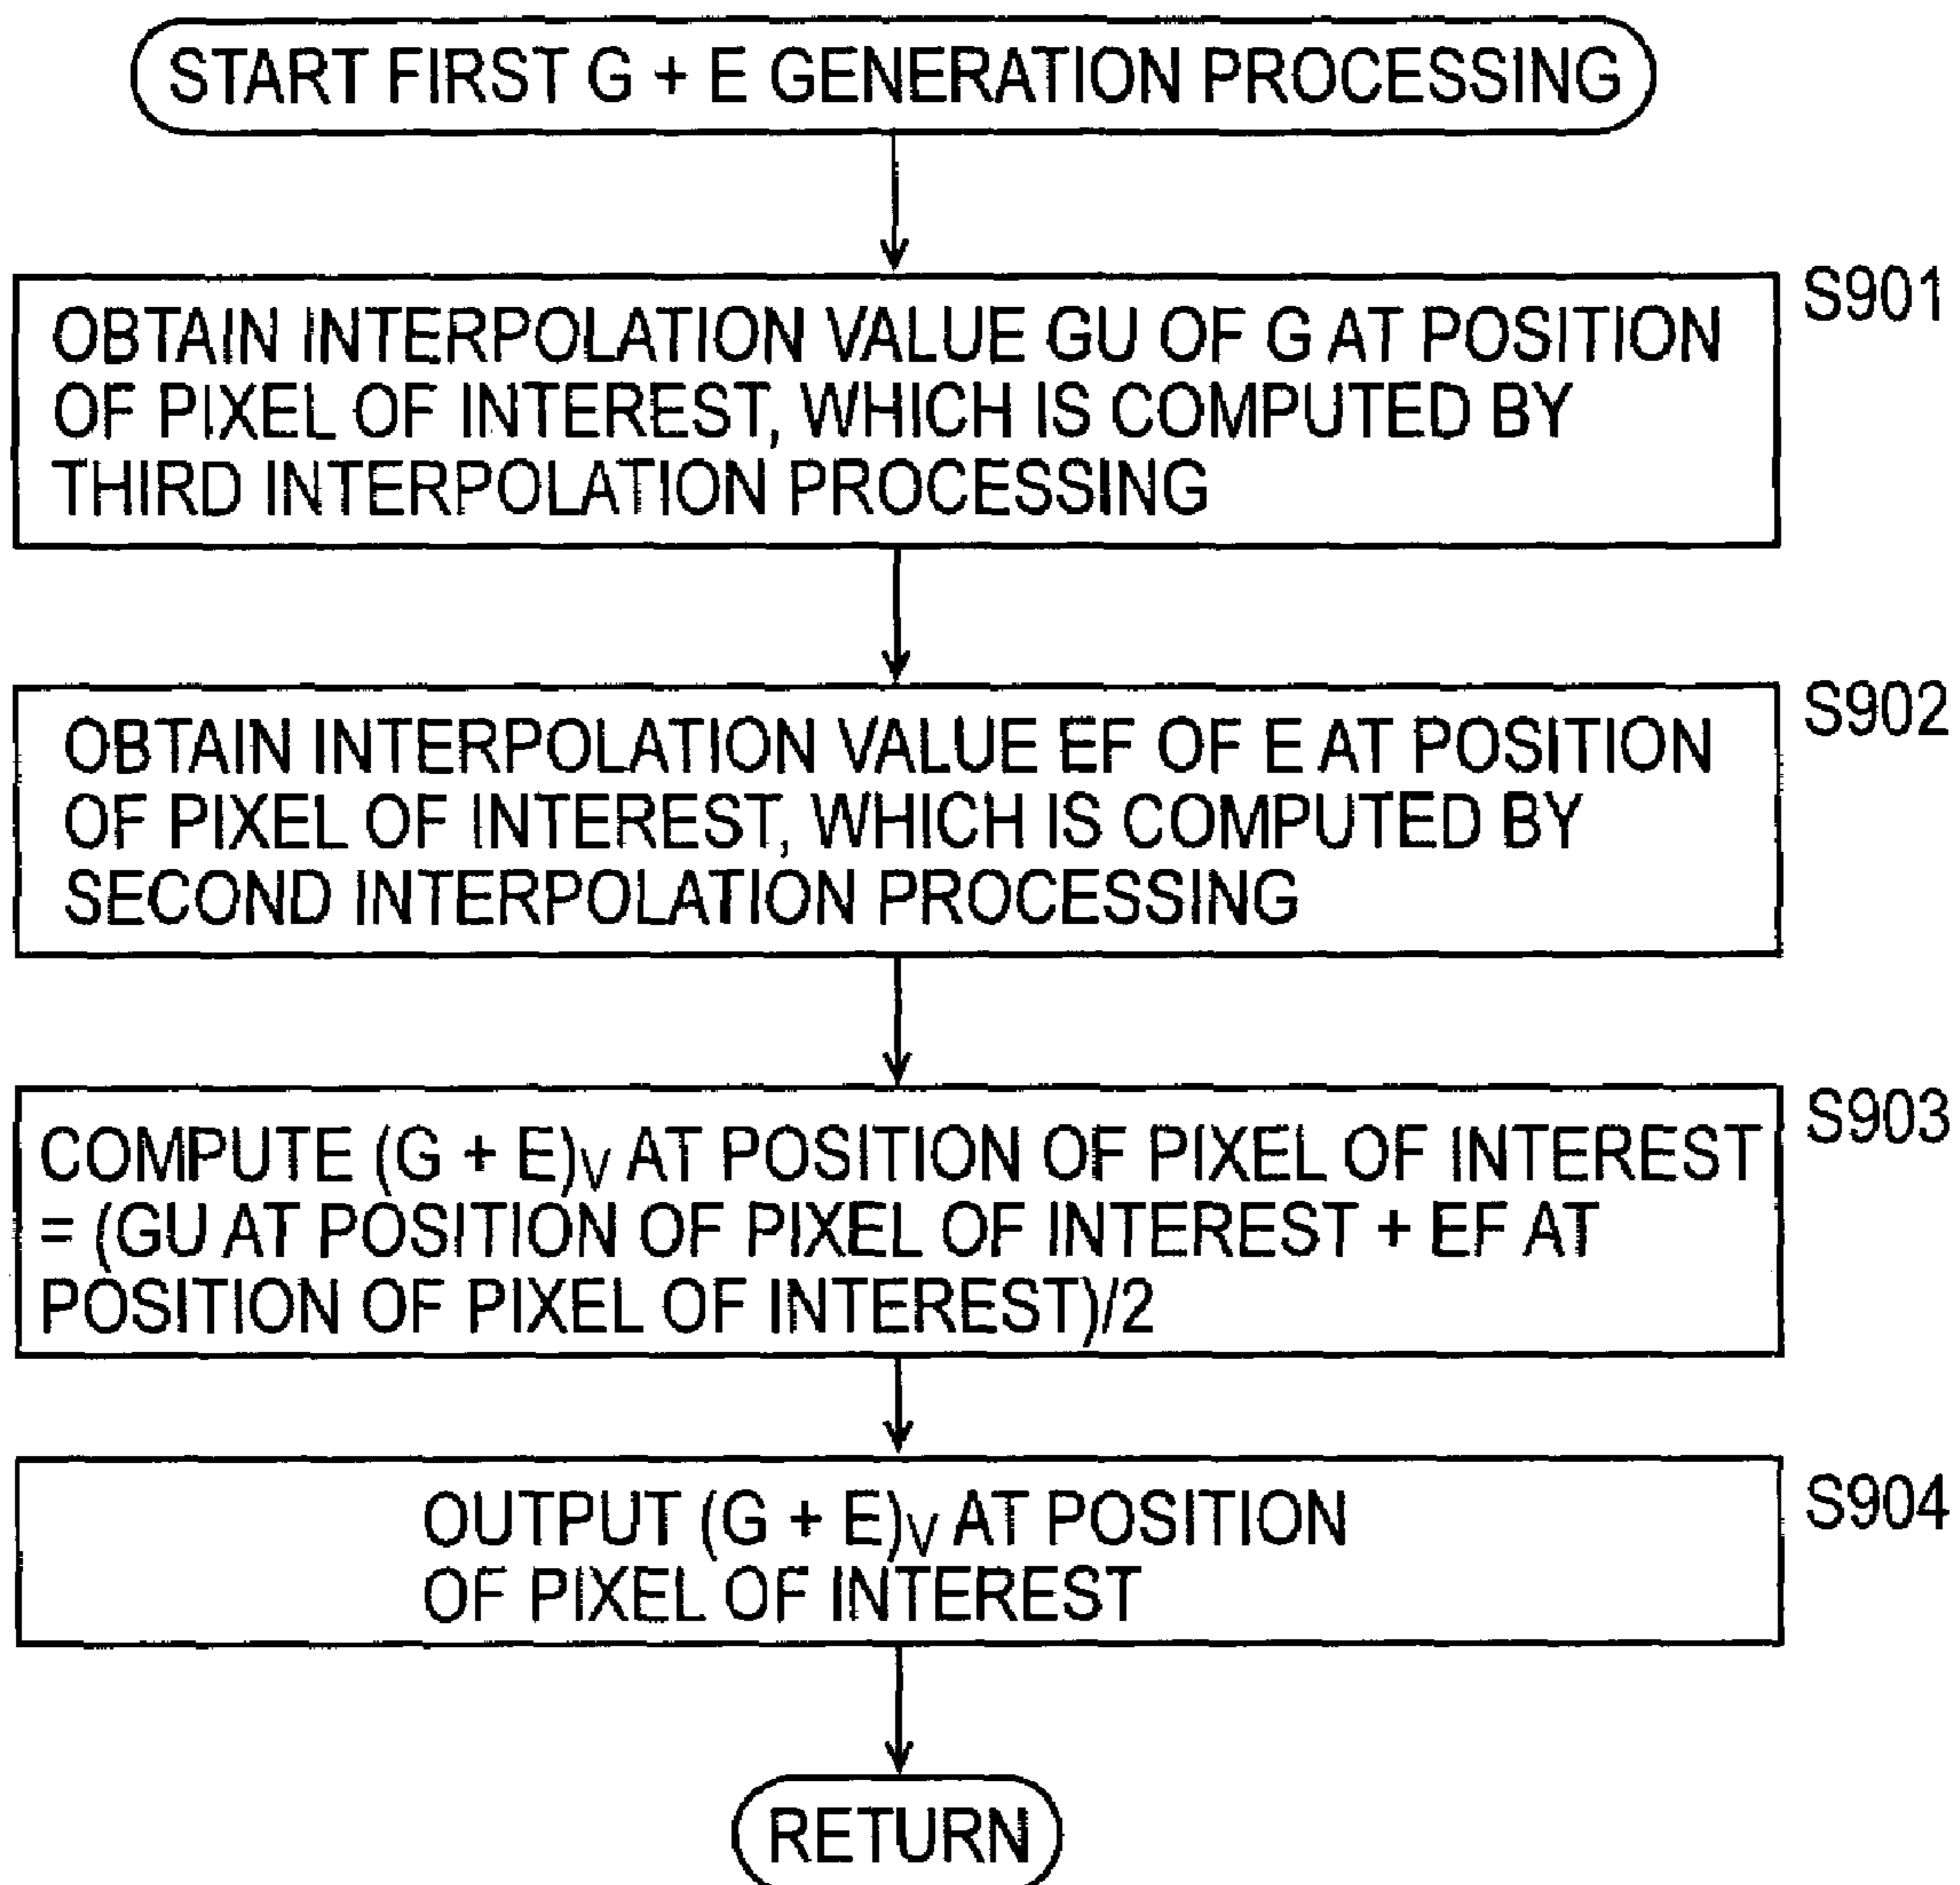 START FIRST G + E GENERATION PROCESSING
S901
OBTAIN INTERPOLATION VALUE GU OF G AT POSITION
OF PIXEL OF INTEREST, WHICH IS COMPUTED BY
THIRD INTERPOLATION PROCESSING
S902
OBTAIN INTERPOLATION VALUE EF OF E AT POSITION
OF PIXEL OF INTEREST, WHICH IS COMPUTED BY
SECOND INTERPOLATION PROCESSING
S903
COMPUTE (G + E)V AT POSITION OF PIXEL OF INTEREST
= (GU AT POSITION OF PIXEL OF INTEREST + EF AT
POSITION OF PIXEL OF INTEREST)/2
S904
OUTPUT (G + E)V AT POSITION
OF PIXEL OF INTEREST
RETURN